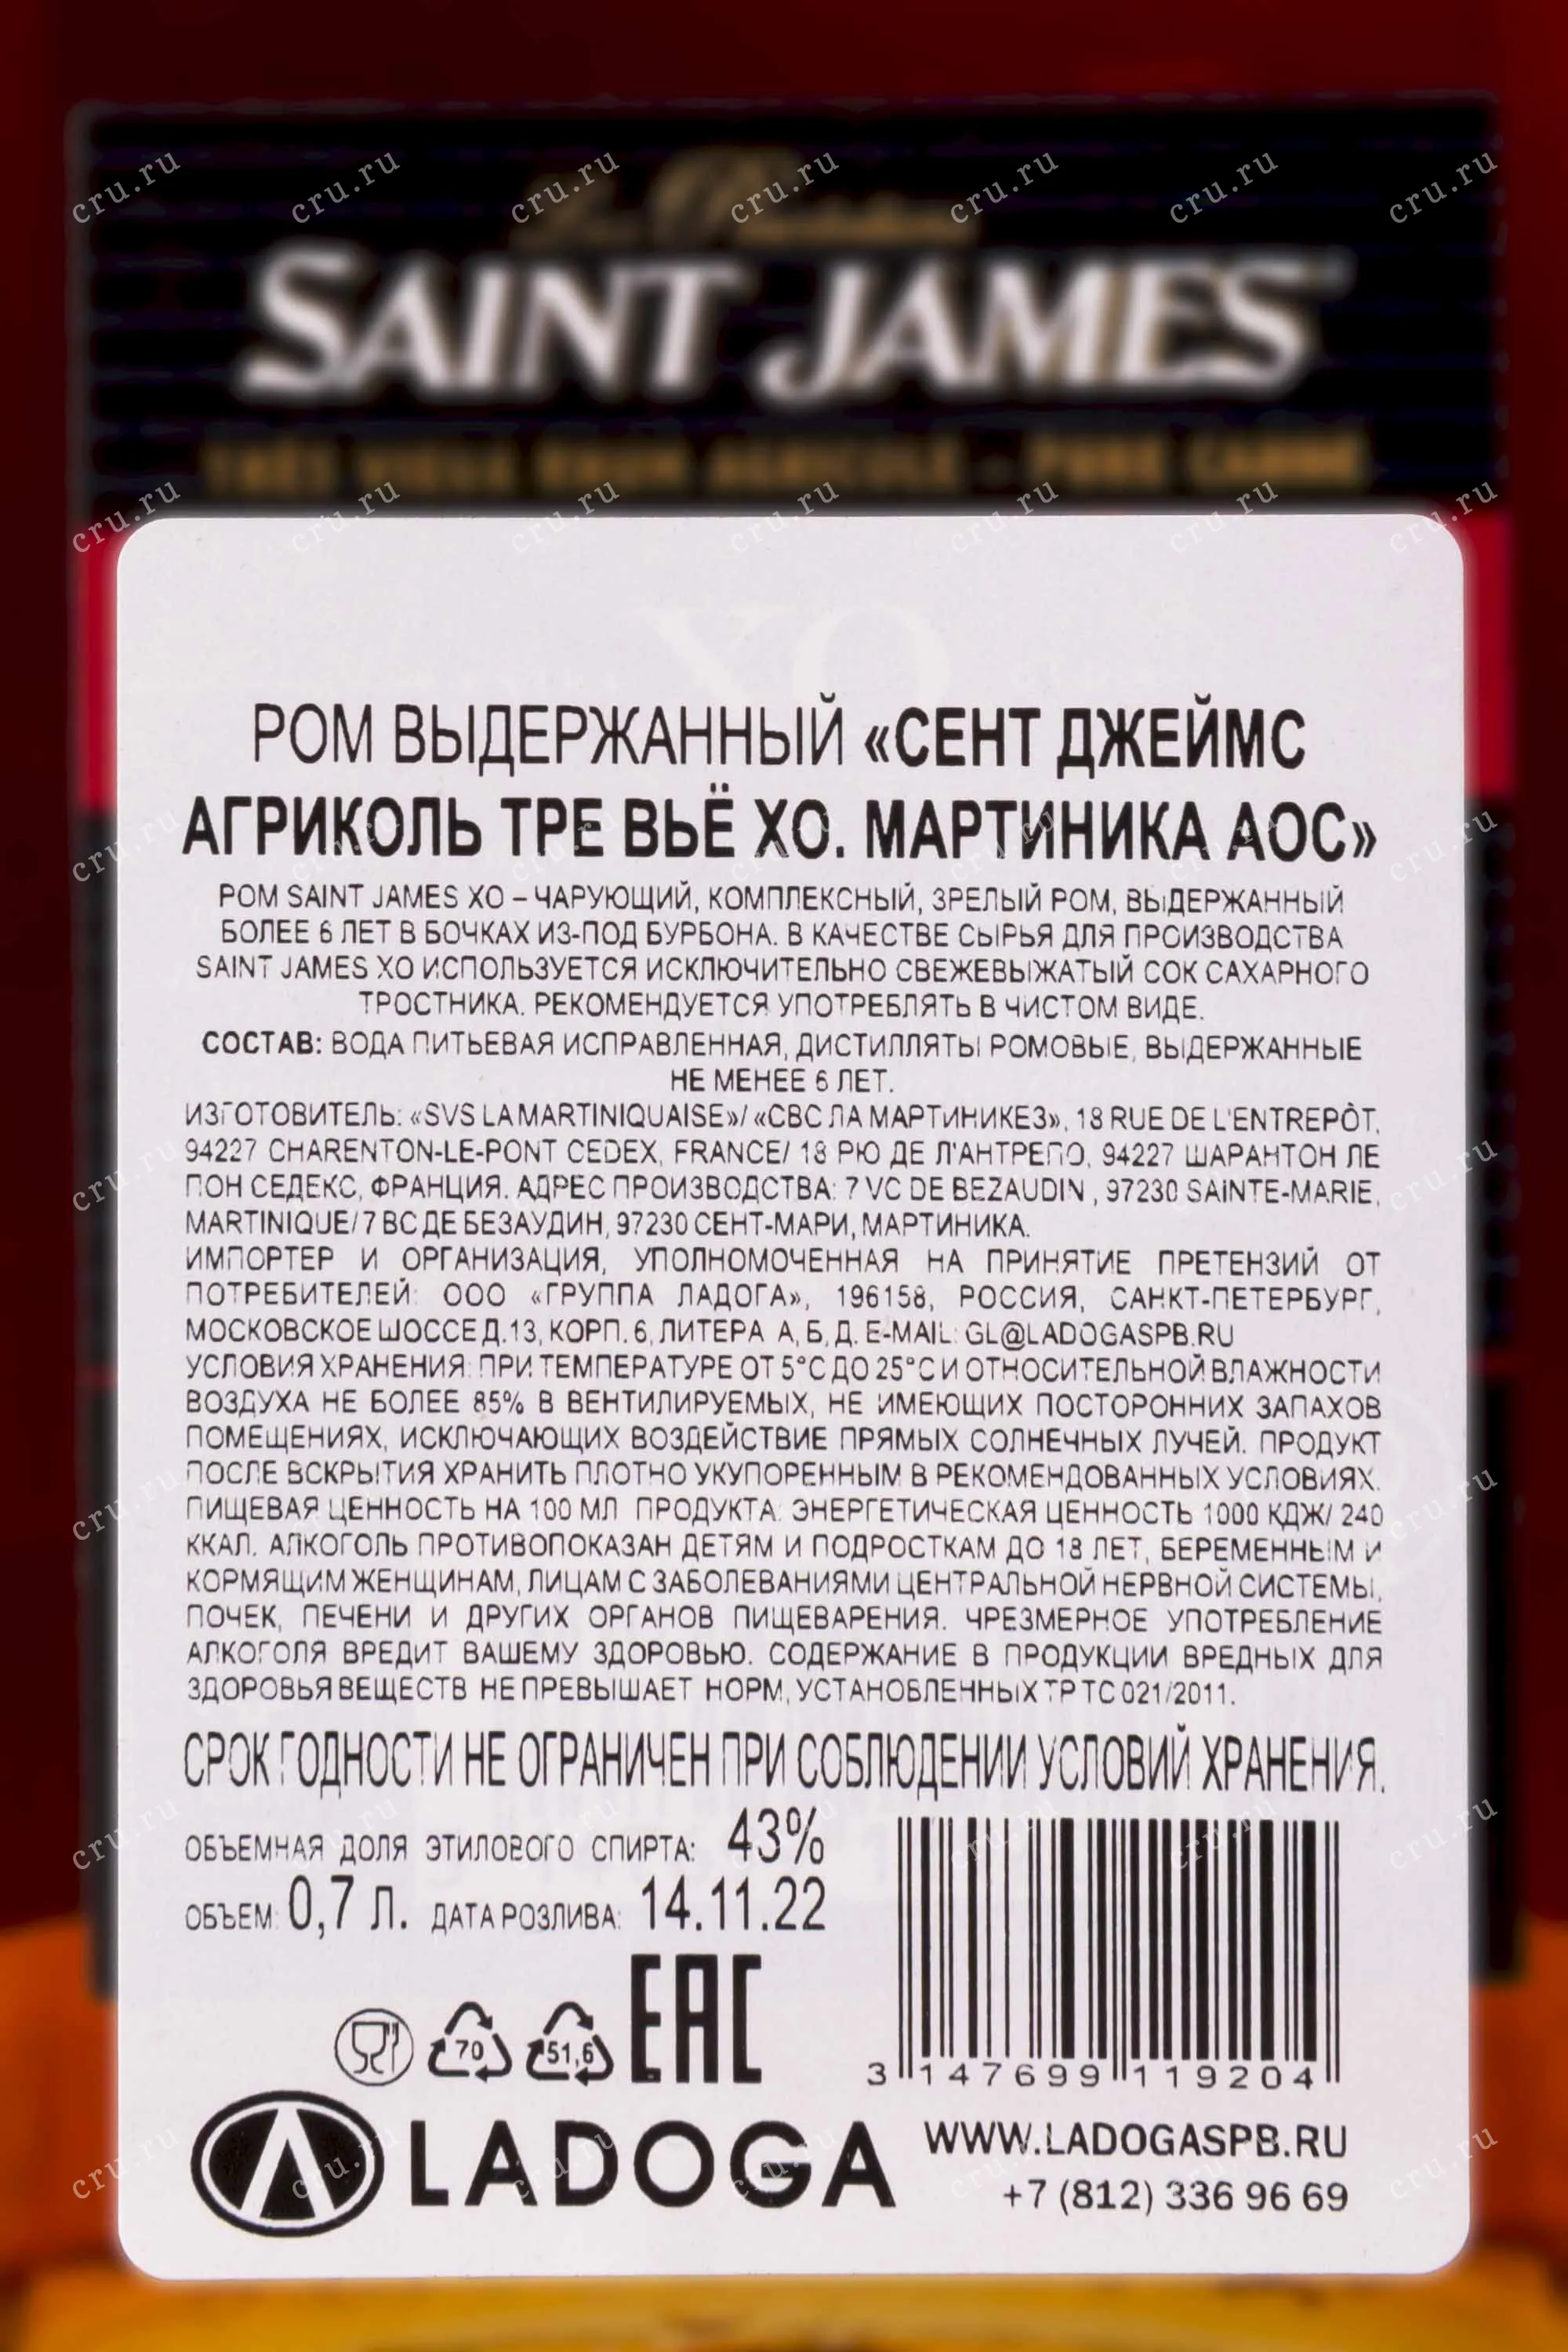 SAINT JAMES
TRÈS VIEUX RHUM AGRICOLE - PURE CANNE
XO
РОМ ВЫДЕРЖАННЫЙ «СЕНТ ДЖЕЙМС
АГРИКОЛЬ ТРЕ ВЬЁ ХО. МАРТИНИКА АОС»
РОМ SAINT JAMES XO – ЧАРУЮЩИЙ, КОМПЛЕКСНЫЙ, ЗРЕЛЫЙ РОМ, ВЫДЕРЖАННЫЙ
БОЛЕЕ 6 ЛЕТ В БОЧКАХ ИЗ-ПОД БУРБОНА. В КАЧЕСТВЕ СЫРЬЯ ДЛЯ ПРОИЗВОДСТВА
SAINT JAMES XO ИСПОЛЬЗУЕТСЯ ИСКЛЮЧИТЕЛЬНО СВЕЖЕВЫЖАТЫЙ СОК САХАРНОГО
ТРОСТНИКА. РЕКОМЕНДУЕТСЯ УПОТРЕБЛЯТЬ В ЧИСТОМ ВИДЕ.
СОСТАВ: ВОДА ПИТЬЕВАЯ ИСПРАВЛЕННАЯ, ДИСТИЛЛЯТЫ РОМОВЫЕ, ВЫДЕРЖАННЫЕ
НЕ МЕНЕЕ 6 ЛЕТ.
ИЗГОТОВИТЕЛЬ: «SVS LA MARTINIQUAISE»/ «СВС ЛА МАРТИНИКЕЗ», 18 RUE DE L'ENTREPÔT,
94227 CHARENTON-LE-PONT CEDEX, FRANCE/ 18 РЮ ДЕ Л'АНТРЕПО, 94227 ШАРАНТОН ЛЕ
ПОН СЕДЕКС, ФРАНЦИЯ. АДРЕС ПРОИЗВОДСТВА: 7 VC DE BEZAUDIN , 97230 SAINTE-MARIE,
MARTINIQUE/ 7 ВС ДЕ БЕЗАУДИН, 97230 СЕНТ-МАРИ, МАРТИНИКА.
ИМПОРТЕР И ОРГАНИЗАЦИЯ, УПОЛНОМОЧЕННАЯ НА ПРИНЯТИЕ ПРЕТЕНЗИЙ ОТ
ПОТРЕБИТЕЛЕЙ: ООО «ГРУППА ЛАДОГА», 196158, РОССИЯ, САНКТ-ПЕТЕРБУРГ,
МОСКОВСКОЕ ШОССЕ Д.13, КОРП. 6, ЛИТЕРА А, Б, Д. E-MAIL: GL@LADOGASPB.RU
УСЛОВИЯ ХРАНЕНИЯ: ПРИ ТЕМПЕРАТУРЕ ОТ 5°С ДО 25°С И ОТНОСИТЕЛЬНОЙ ВЛАЖНОСТИ
ВОЗДУХА НЕ БОЛЕЕ 85% В ВЕНТИЛИРУЕМЫХ, НЕ ИМЕЮЩИХ ПОСТОРОННИХ ЗАПАХОВ
ПОМЕЩЕНИЯХ, ИСКЛЮЧАЮЩИХ ВОЗДЕЙСТВИЕ ПРЯМЫХ СОЛНЕЧНЫХ ЛУЧЕЙ. ПРОДУКТ
ПОСЛЕ ВСКРЫТИЯ ХРАНИТЬ ПЛОТНО УКУПОРЕННЫМ В РЕКОМЕНДОВАННЫХ УСЛОВИЯХ.
ПИЩЕВАЯ ЦЕННОСТЬ НА 100 МЛ ПРОДУКТА: ЭНЕРГЕТИЧЕСКАЯ ЦЕННОСТЬ 1000 КДЖ/ 240
ККАЛ. АЛКОГОЛЬ ПРОТИВОПОКАЗАН ДЕТЯМ И ПОДРОСТКАМ ДО 18 ЛЕТ, БЕРЕМЕННЫМ И
КОРМЯЩИМ ЖЕНЩИНАМ, ЛИЦАМ С ЗАБОЛЕВАНИЯМИ ЦЕНТРАЛЬНОЙ НЕРВНОЙ СИСТЕМЫ,
ПОЧЕК, ПЕЧЕНИ И ДРУГИХ ОРГАНОВ ПИЩЕВАРЕНИЯ. ЧРЕЗМЕРНОЕ УПОТРЕБЛЕНИЕ
АЛКОГОЛЯ ВРЕДИТ ВАШЕМУ ЗДОРОВЬЮ. СОДЕРЖАНИЕ В ПРОДУКЦИИ ВРЕДНЫХ ДЛЯ
ЗДОРОВЬЯ ВЕЩЕСТВ НЕ ПРЕВЫШАЕТ НОРМ, УСТАНОВЛЕННЫХ ТР ТС 021/2011.
СРОК ГОДНОСТИ НЕ ОГРАНИЧЕН ПРИ СОБЛЮДЕНИИ УСЛОВИЙ ХРАНЕНИЯ.
ОБЪЕМНАЯ ДОЛЯ ЭТИЛОВОГО СПИРТА: 43%
ОБЪЕМ: 0,7 Л. ДАТА РОЗЛИВА: 14.11.22
70
51,6
ЕАС
3 147699 119204
LADOGA
WWW.LADOGASPB.RU
+7 (812) 336 96 69
cru.ru